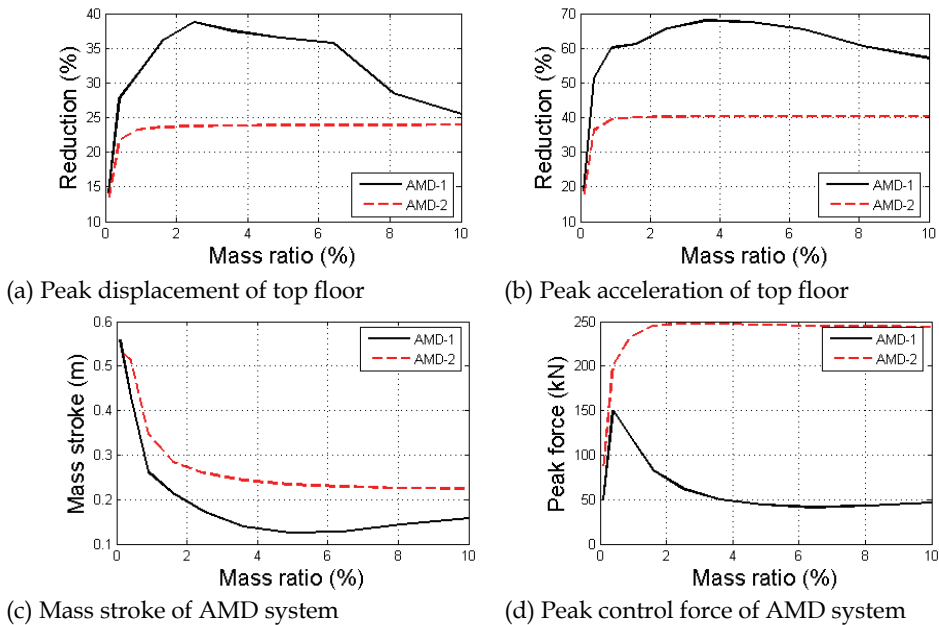 40
35
30
25
20
15
10
0
2
4
6
8
10
Reduction (%)
Mass ratio (%)
AMD-1
AMD-2
(a) Peak displacement of top floor
70
60
50
40
30
20
10
0
2
4
6
8
10
Reduction (%)
Mass ratio (%)
AMD-1
AMD-2
(b) Peak acceleration of top floor
0.6
0.5
0.4
0.3
0.2
0.1
0
2
4
6
8
10
Mass stroke (m)
Mass ratio (%)
AMD-1
AMD-2
(c) Mass stroke of AMD system
250
200
150
100
50
0
0
2
4
6
8
10
Peak force (kN)
Mass ratio (%)
AMD-1
AMD-2
(d) Peak control force of AMD system